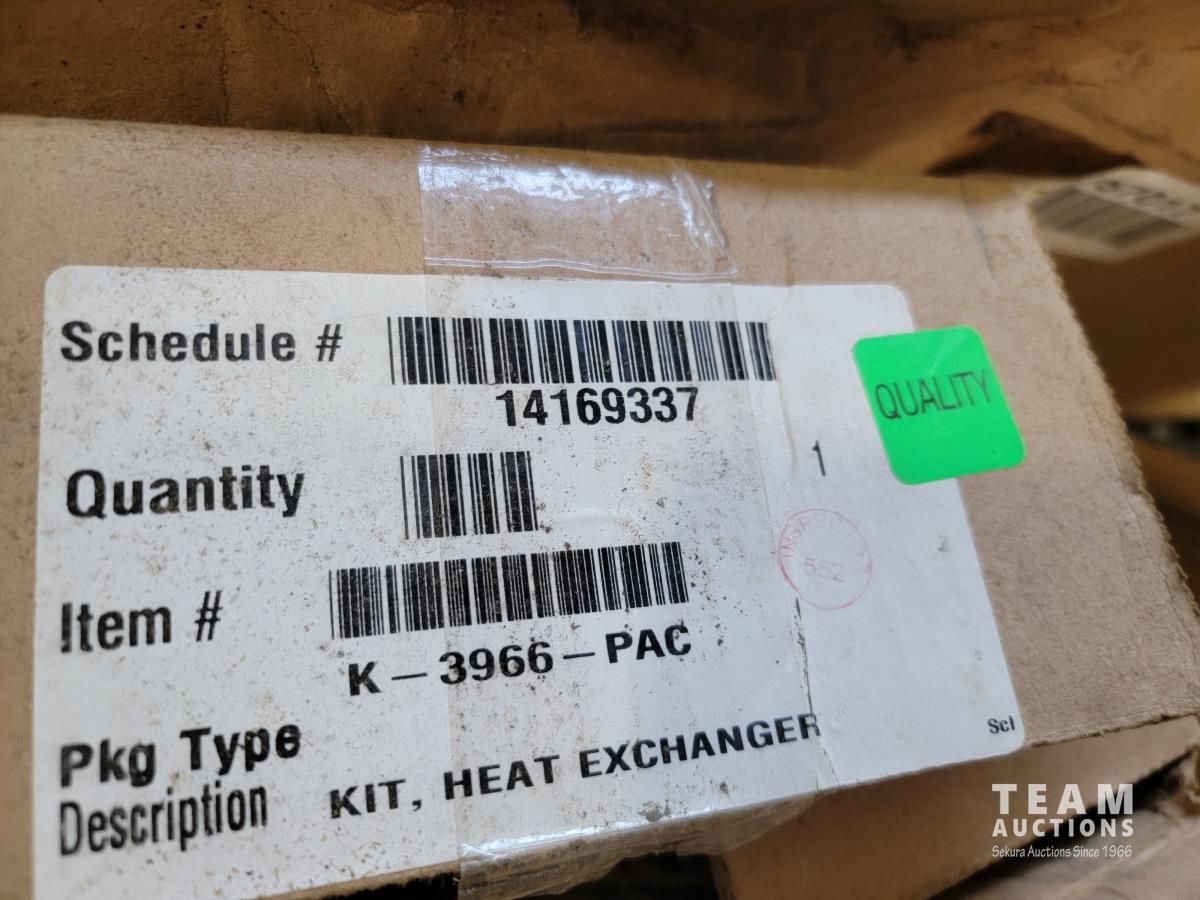 Schedule #
14169337
QUALITY
Quantity
1
INSPECTOR
552
Item #
K-3966-PAC
Pkg Type
Description
KIT, HEAT EXCHANGER
TEAM
AUCTIONS
Sekura Auctions Since 1966